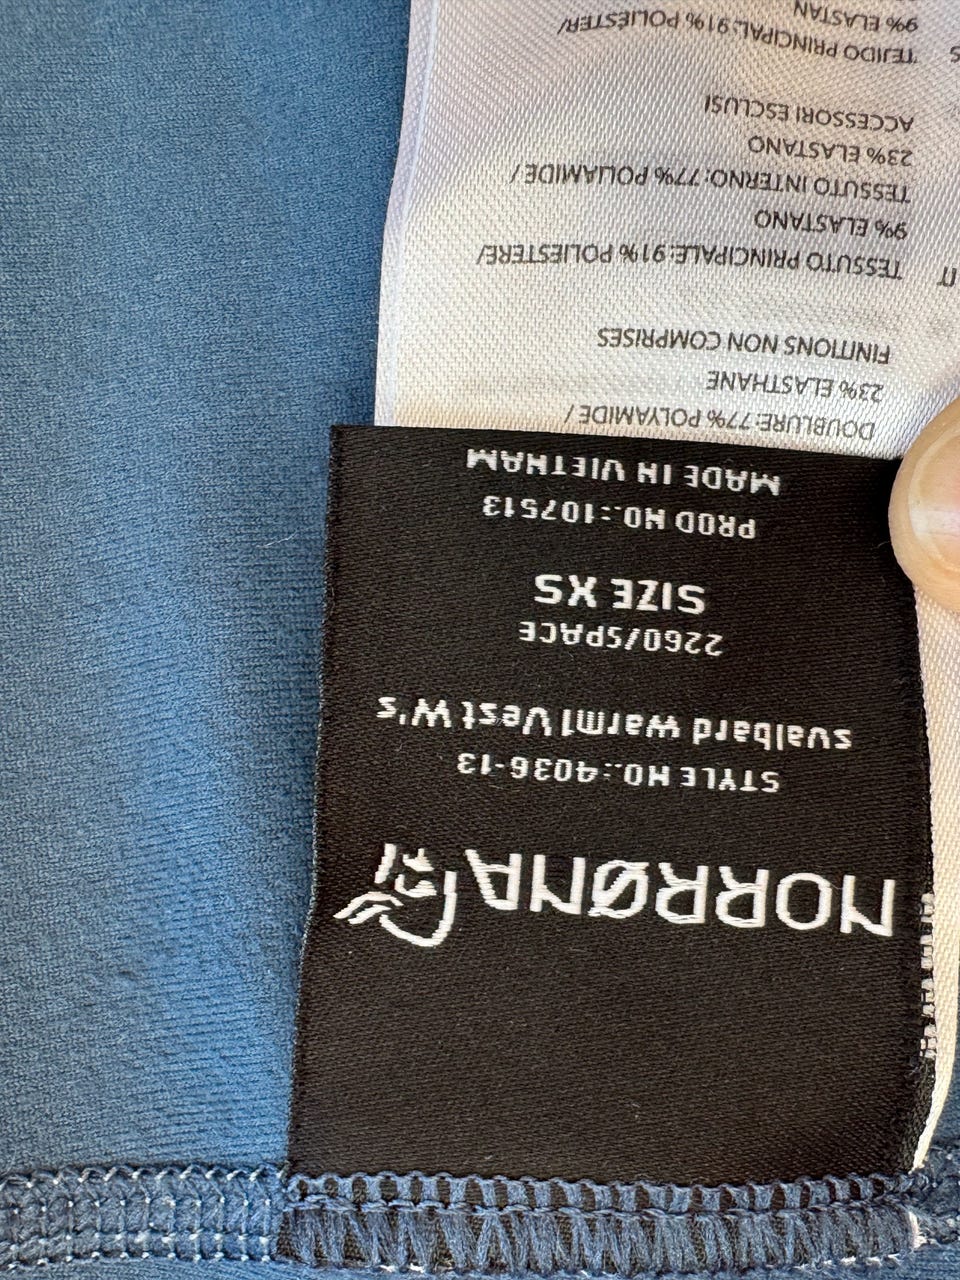 NORRØNA
STYLE NO.:4036-13
svalbard warm1 Vest W's
2260/SPACE
SIZE XS
PROD NO.:107513
MADE IN VIETNAM
DOUBLURE: 77% POLYAMIDE /
23% ELASTHANE
FINITIONS NON COMPRISES
IT TESSUTO PRINCIPALE: 91% POLIESTERE/
9% ELASTANO
TESSUTO INTERNO: 77% POLIAMIDE /
23% ELASTANO
ACCESSORI ESCLUSI
TEJIDO PRINCIPAL: 91% POLIÉSTER/
9% ELASTAN